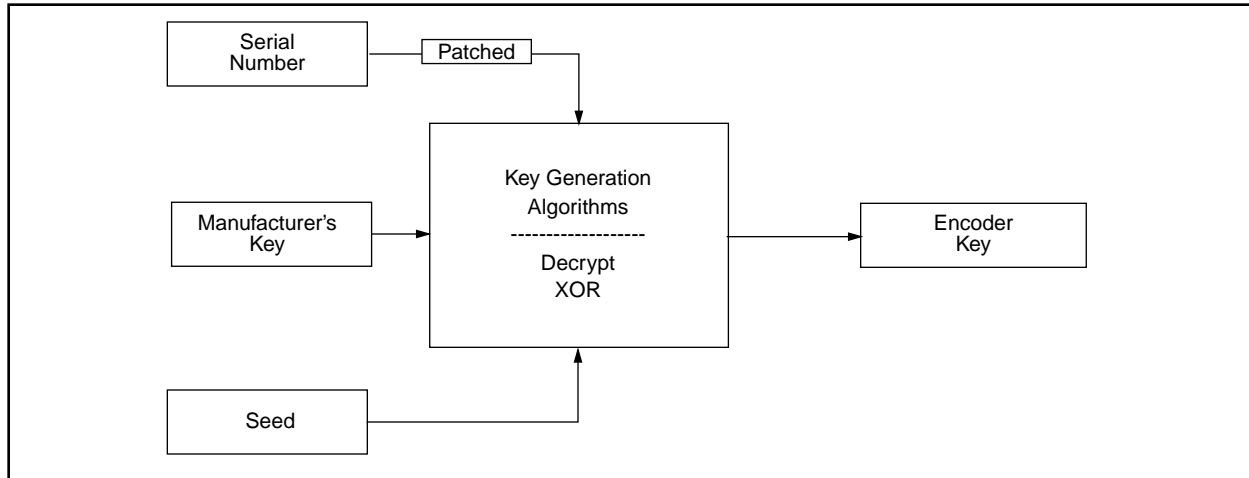 Serial
Number
Patched
Key Generation
Algorithms
--------------------
Decrypt
XOR
Manufacturer's
Key
Encoder
Key
Seed